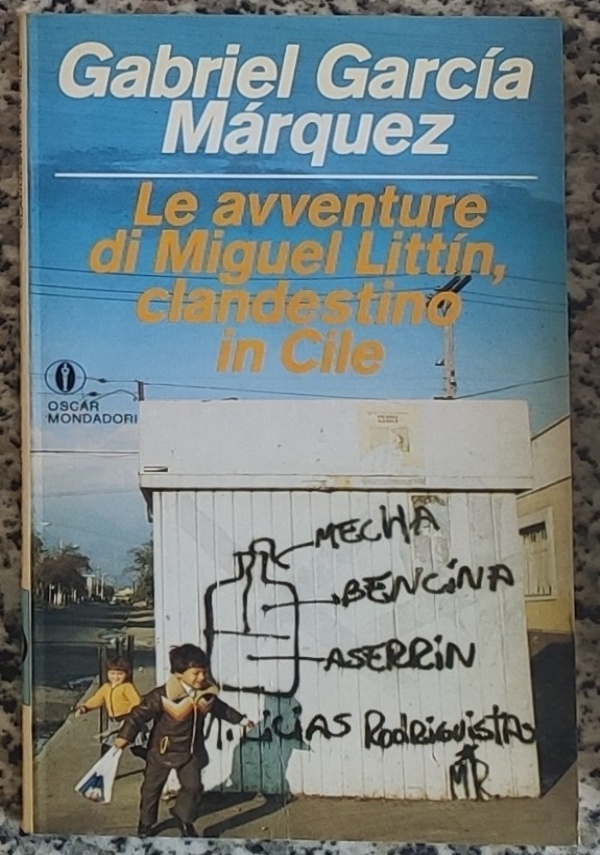 Gabriel García
Márquez
Le avventure
di Miguel Littín,
clandestino
in Cile
OSCAR
MONDADORI
MECHA
BENCINA
ASERRIN
MILICIAS RODRIGUISTAS
MR